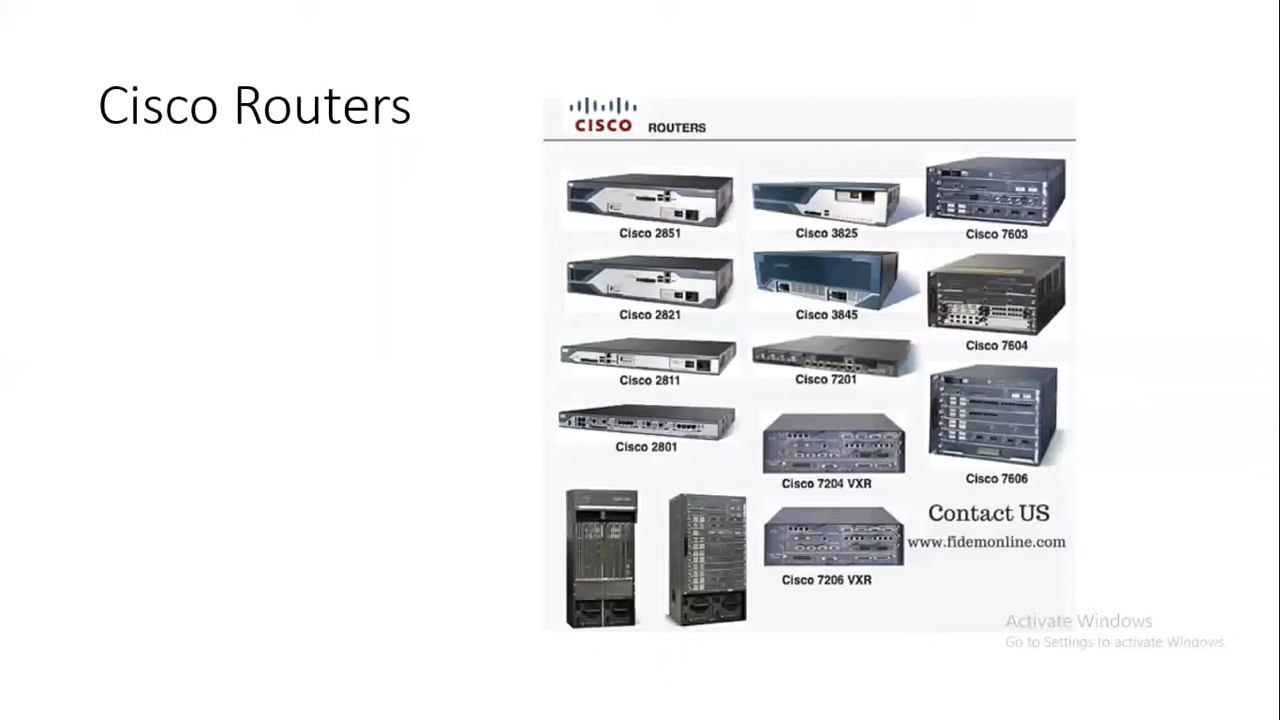 Cisco Routers
CISCO ROUTERS
Cisco 2851
Cisco 3825
Cisco 7603
Cisco 2821
Cisco 3845
Cisco 7604
Cisco 2811
Cisco 7201
Cisco 2801
Cisco 7204 VXR
Cisco 7606
Contact US
www.fidemonline.com
Cisco 7206 VXR
Activate Windows
Go to Settings to activate Windows.